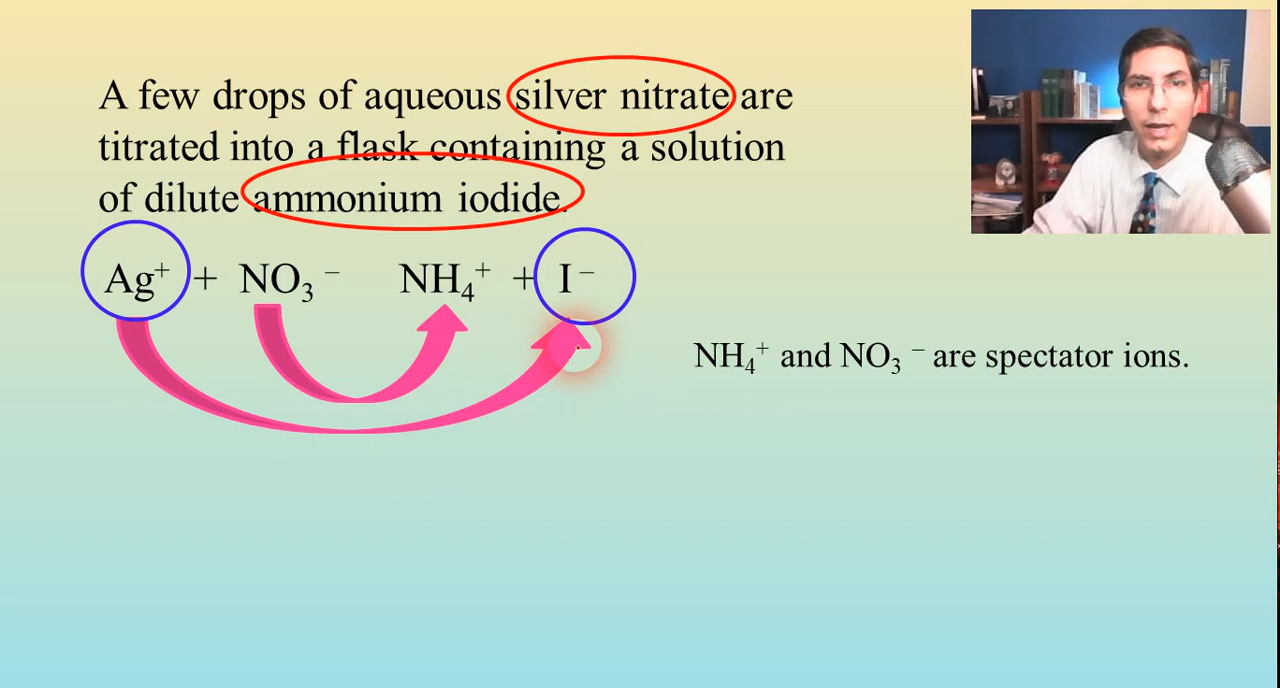 A few drops of aqueous silver nitrate are
titrated into a flask containing a solution
of dilute ammonium iodide.
Ag⁺ + NO₃⁻ NH₄⁺ + I⁻
NH₄⁺ and NO₃⁻ are spectator ions.